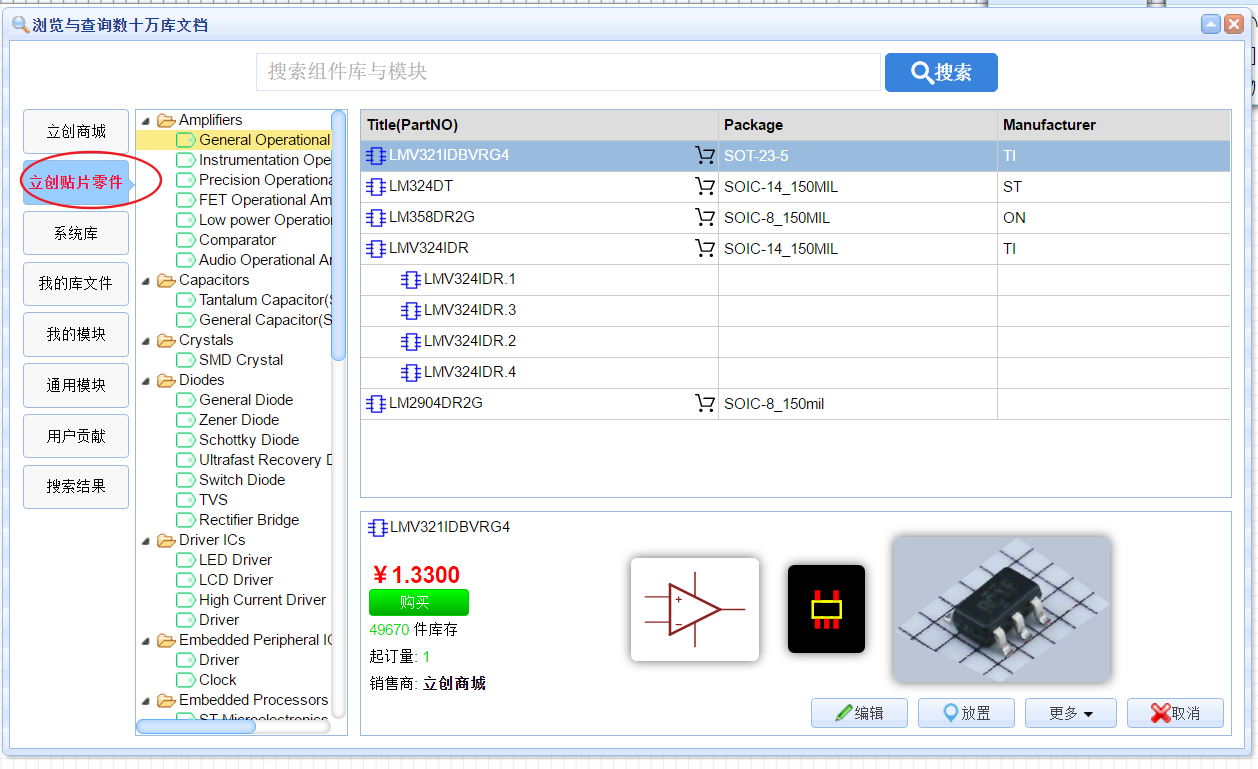 浏览与查询数十万库文档
搜索组件库与模块
搜索
立创商城
立创贴片零件
系统库
我的库文件
我的模块
通用模块
用户贡献
搜索结果
Amplifiers
General Operational
Instrumentation Ope
Precision Operationa
FET Operational Am
Low power Operation
Comparator
Audio Operational Am
Capacitors
Tantalum Capacitor(S
General Capacitor(S
Crystals
SMD Crystal
Diodes
General Diode
Zener Diode
Schottky Diode
Ultrafast Recovery D
Switch Diode
TVS
Rectifier Bridge
Driver ICs
LED Driver
LCD Driver
High Current Driver
Driver
Embedded Peripheral IC
Driver
Clock
Embedded Processors
ST Microelectronics
Title(PartNO) Package Manufacturer
LMV321IDBVRG4 SOT-23-5 TI
LM324DT SOIC-14_150MIL ST
LM358DR2G SOIC-8_150MIL ON
LMV324IDR SOIC-14_150MIL TI
LMV324IDR.1
LMV324IDR.3
LMV324IDR.2
LMV324IDR.4
LM2904DR2G SOIC-8_150mil
LMV321IDBVRG4
￥1.3300
购买
49670 件库存
起订量: 1
销售商: 立创商城
编辑 放置 更多 取消